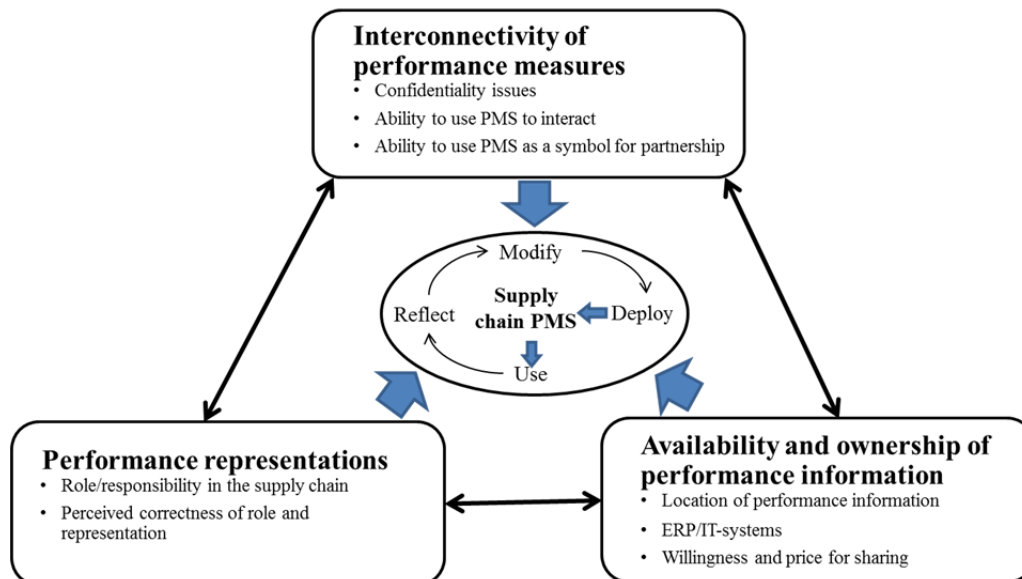 Interconnectivity of
performance measures
• Confidentiality issues
• Ability to use PMS to interact
• Ability to use PMS as a symbol for partnership
Modify
Reflect
Supply
chain PMS
Deploy
Use
Performance representations
• Role/responsibility in the supply chain
• Perceived correctness of role and
representation
Availability and ownership of
performance information
• Location of performance information
• ERP/IT-systems
• Willingness and price for sharing